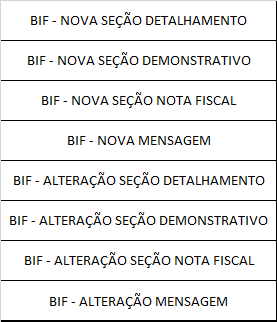 BIF - NOVA SEÇÃO DETALHAMENTO
BIF - NOVA SEÇÃO DEMONSTRATIVO
BIF - NOVA SEÇÃO NOTA FISCAL
BIF - NOVA MENSAGEM
BIF - ALTERAÇÃO SEÇÃO DETALHAMENTO
BIF - ALTERAÇÃO SEÇÃO DEMONSTRATIVO
BIF - ALTERAÇÃO SEÇÃO NOTA FISCAL
BIF - ALTERAÇÃO MENSAGEM